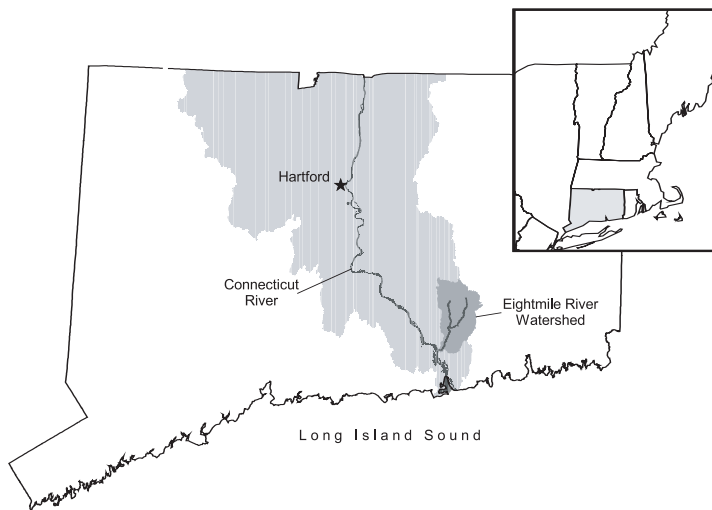 Hartford
Connecticut
River
Eightmile River
Watershed
Long Island Sound